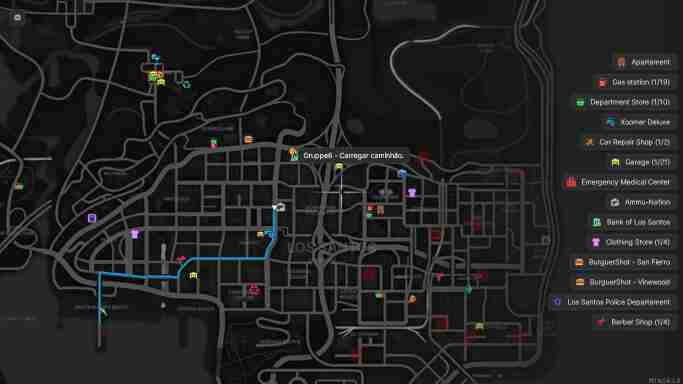 Apartament
Gas station (1/19)
Department Store (1/10)
Xoomer Deluxe
Car Repair Shop (1/2)
Gruppe6 - Carregar caminhão.
Garage (1/21)
Emergency Medical Center
Ammu-Nation
Bank of Los Santos
Clothing Store (1/4)
LOS SANTOS
BurguerShot - San Fierro
BurguerShot - Vinewood
Los Santos Police Departament
Barber Shop (1/4)